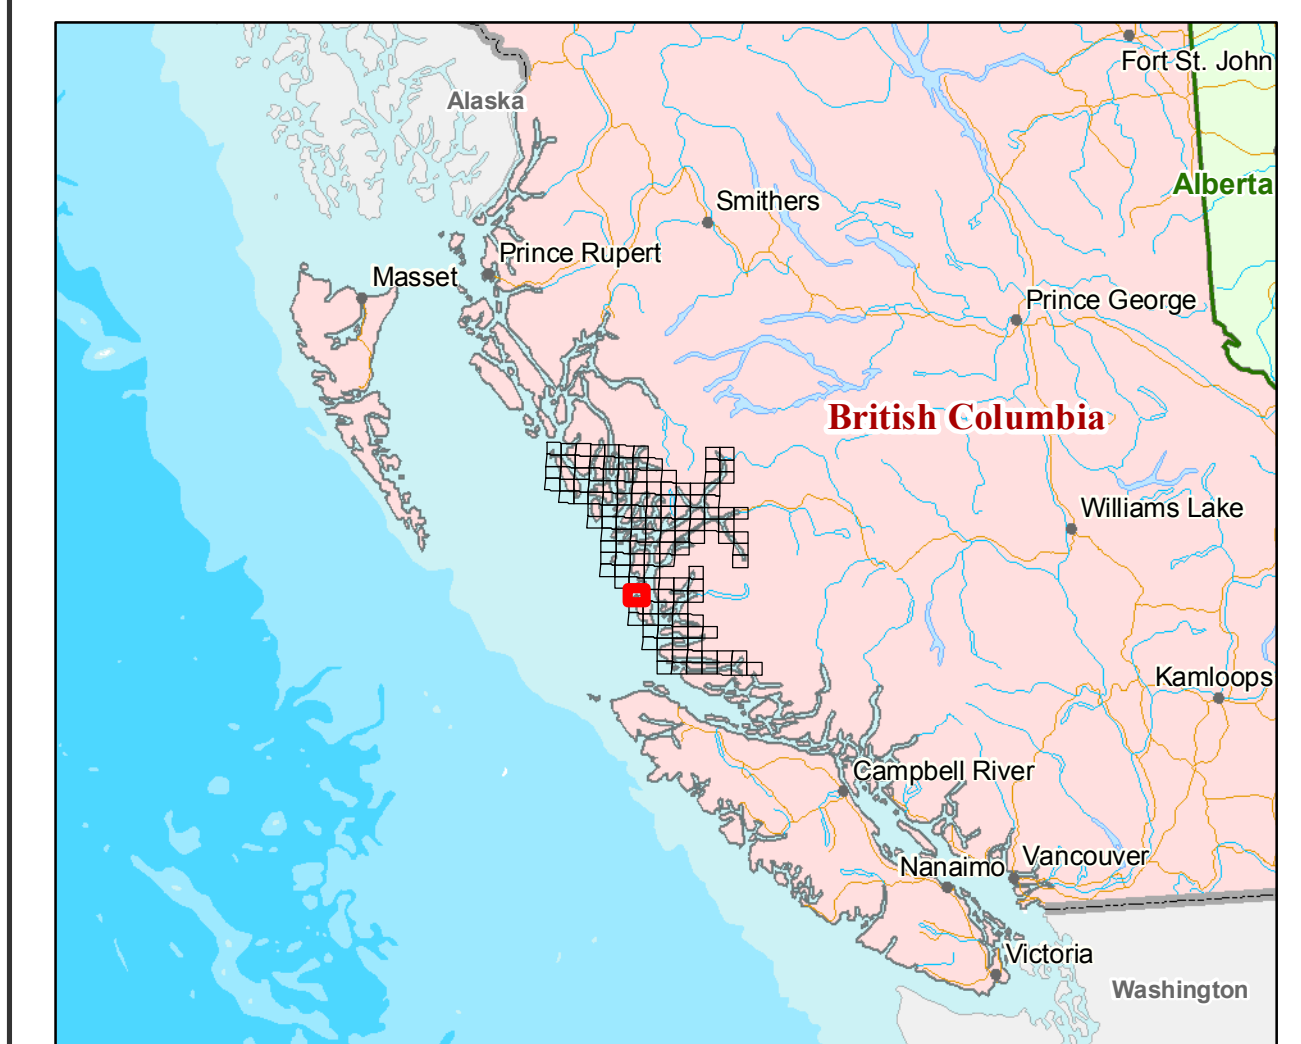 Fort St. John
Alaska
Alberta
Smithers
Prince Rupert
Masset
Prince George
British Columbia
Williams Lake
Kamloops
Campbell River
Vancouver
Nanaimo
Victoria
Washington